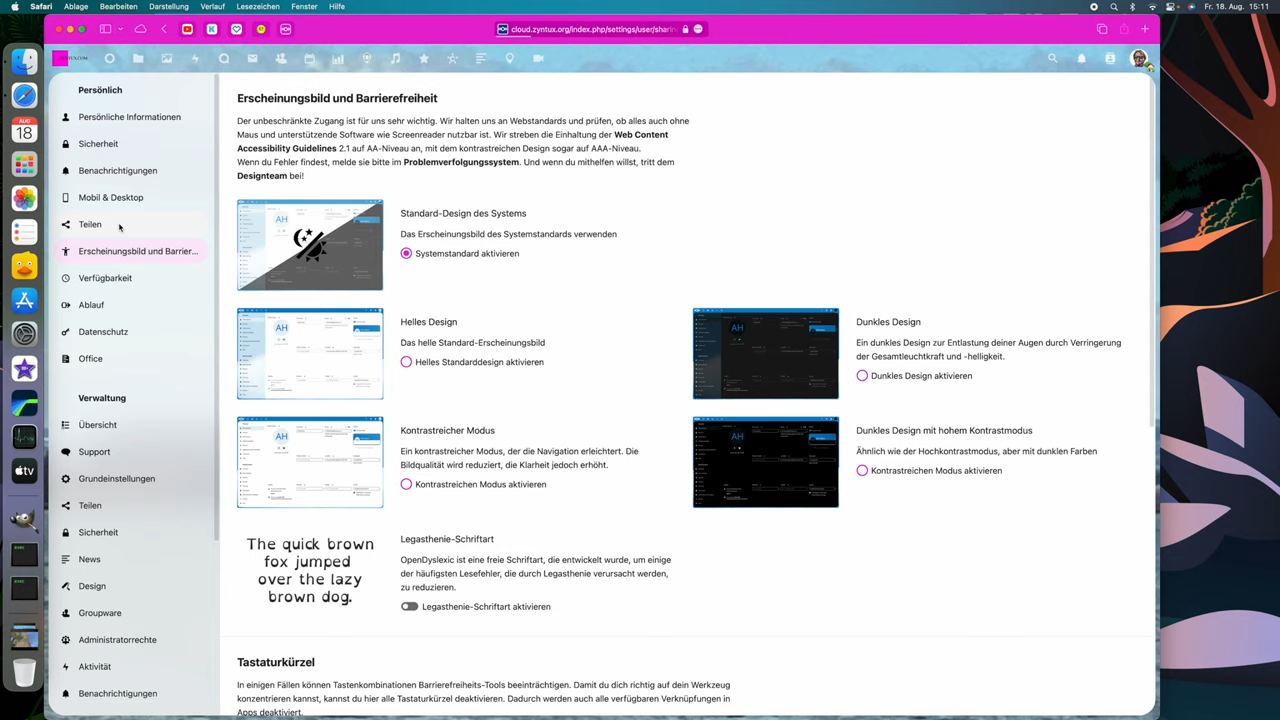 Safari Ablage Bearbeiten Darstellung Verlauf Lesezeichen Fenster Hilfe
Fr. 18. Aug. 15:11
cloud.zyntux.org/index.php/settings/user/sharin
AUG
18
tv
Persönlich
Persönliche Informationen
Sicherheit
Benachrichtigungen
Mobil & Desktop
Teilen
Erscheinungsbild und Barrier...
Verfügbarkeit
Ablauf
Datenschutz
Office
Verwaltung
Übersicht
Support
Grundeinstellungen
Teilen
Sicherheit
News
Design
Groupware
Administratorrechte
Aktivität
Benachrichtigungen
Erscheinungsbild und Barrierefreiheit
Der unbeschränkte Zugang ist für uns sehr wichtig. Wir halten uns an Webstandards und prüfen, ob alles auch ohne
Maus und unterstützende Software wie Screenreader nutzbar ist. Wir streben die Einhaltung der Web Content
Accessibility Guidelines 2.1 auf AA-Niveau an, mit dem kontrastreichen Design sogar auf AAA-Niveau.
Wenn du Fehler findest, melde sie bitte im Problemverfolgungssystem. Und wenn du mithelfen willst, tritt dem
Designteam bei!
AH
Standard-Design des Systems
Das Erscheinungsbild des Systemstandards verwenden
Systemstandard aktivieren
AH
Helles Design
Das helle Standard-Erscheinungsbild
Helles Standarddesign aktivieren
AH
Dunkles Design
Ein dunkles Design zur Entlastung deiner Augen durch Verringerung
der Gesamtleuchtkraft und -helligkeit.
Dunkles Design aktivieren
AH
Kontrastreicher Modus
Ein kontrastreicher Modus, der die Navigation erleichtert. Die
Bildqualität wird reduziert, die Klarheit jedoch erhöht.
Kontrastreichen Modus aktivieren
AH
Dunkles Design mit hohem Kontrastmodus
Ähnlich wie der Hochkontrastmodus, aber mit dunklen Farben
Kontrastreichen Modus aktivieren
The quick brown
fox jumped
over the lazy
brown dog.
Legasthenie-Schriftart
OpenDyslexic ist eine freie Schriftart, die entwickelt wurde, um einige
der häufigsten Lesefehler, die durch Legasthenie verursacht werden,
zu reduzieren.
Legasthenie-Schriftart aktivieren
Tastaturkürzel
In einigen Fällen können Tastenkombinationen Barrierefreiheits-Tools beeinträchtigen. Damit du dich richtig auf dein Werkzeug
konzentrieren kannst, kannst du hier alle Tastaturkürzel deaktivieren. Dadurch werden auch alle verfügbaren Verknüpfungen in
Apps deaktiviert.